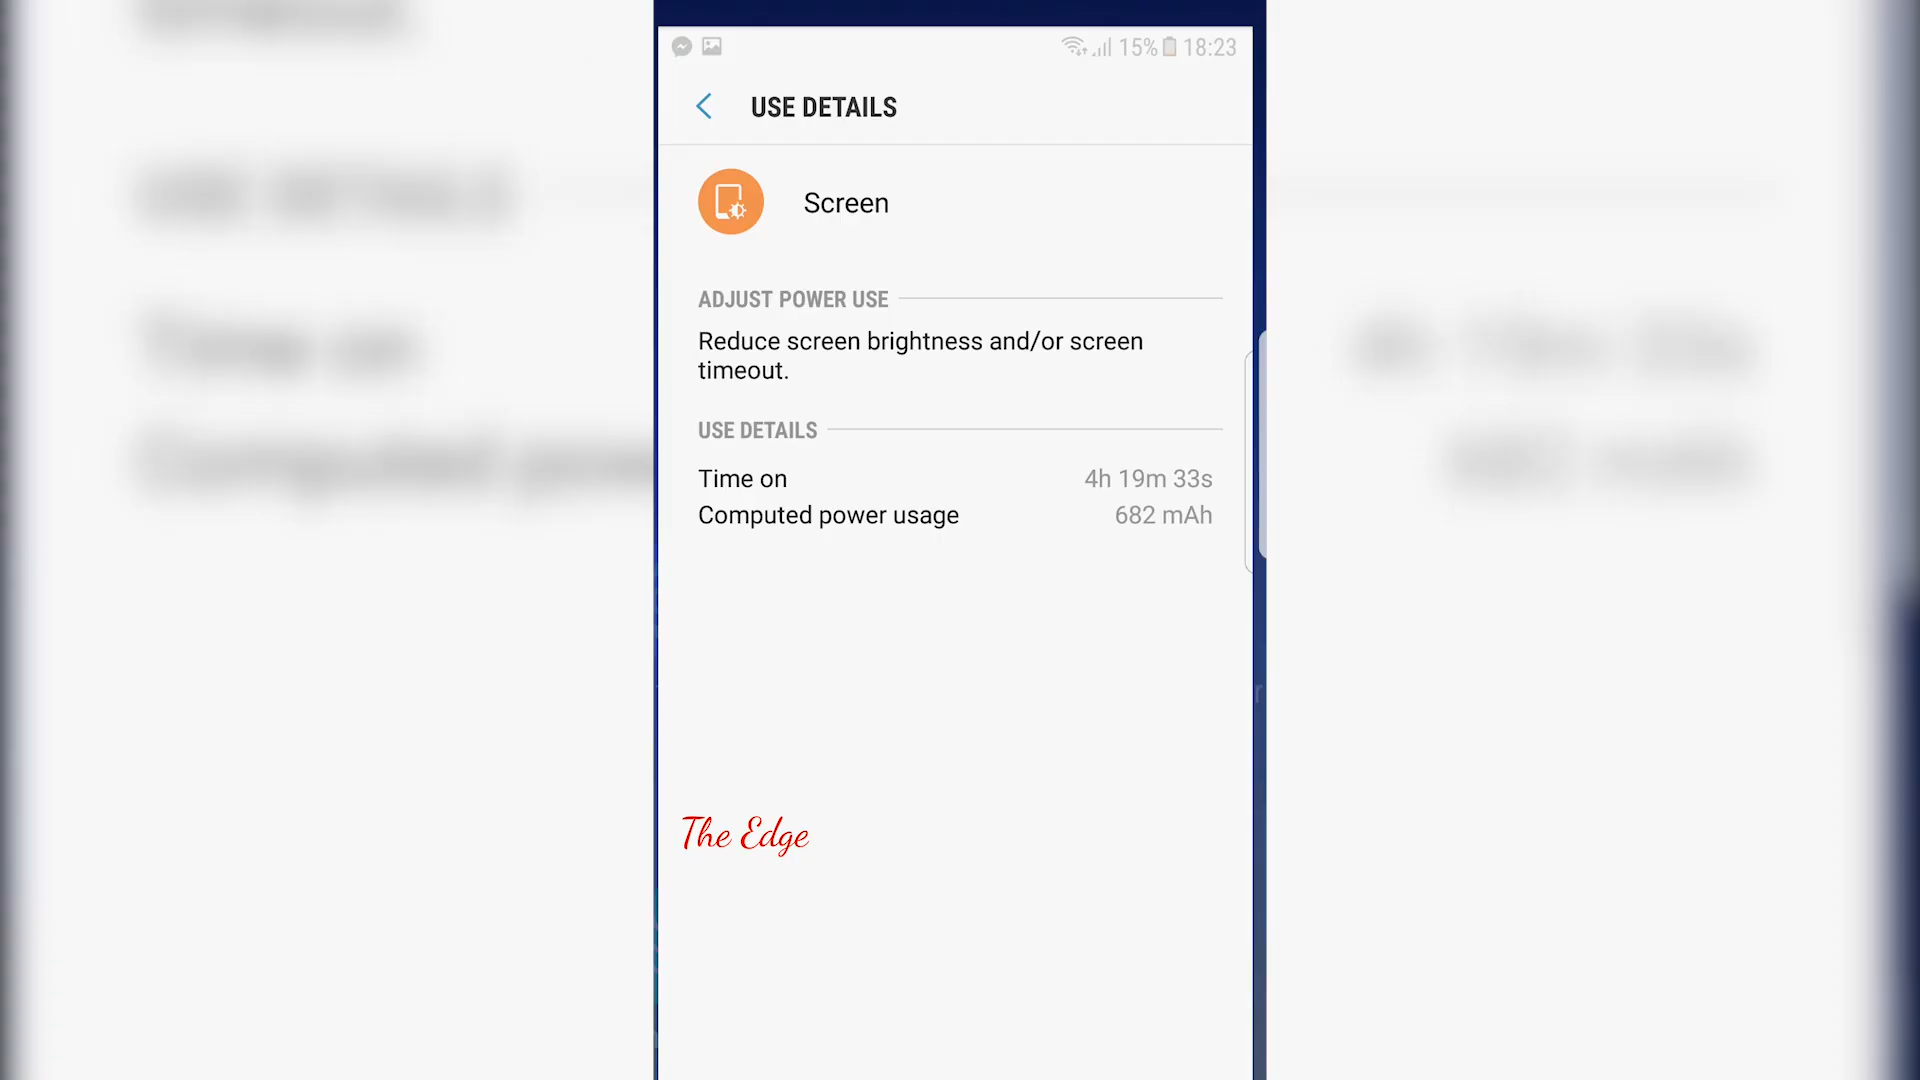 15% 18:23
USE DETAILS
Screen
ADJUST POWER USE
Reduce screen brightness and/or screen
timeout.
USE DETAILS
Time on 4h 19m 33s
Computed power usage 682 mAh
The Edge